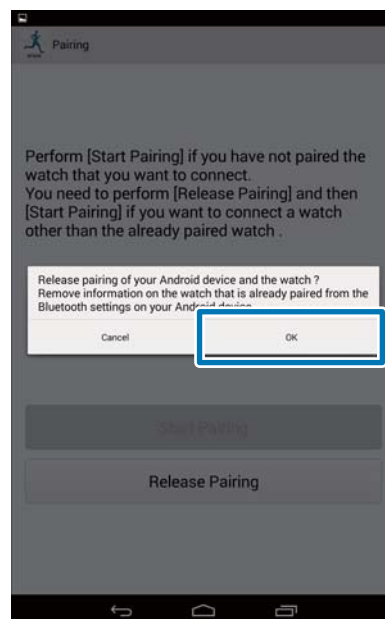 Pairing
Perform [Start Pairing] if you have not paired the
watch that you want to connect.
You need to perform [Release Pairing] and then
[Start Pairing] if you want to connect a watch
other than the already paired watch .
Release pairing of your Android device and the watch ?
Remove information on the watch that is already paired from the
Bluetooth settings on your Android device.
Cancel
OK
Start Pairing
Release Pairing